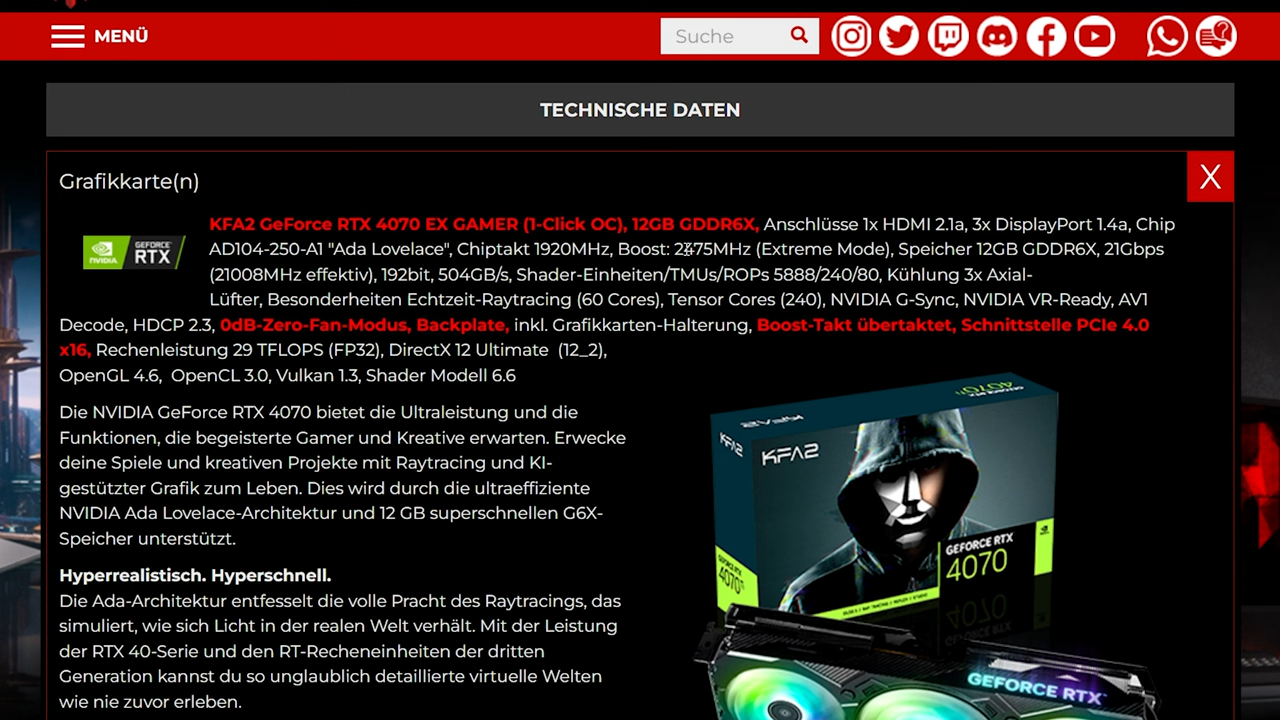 MENÜ
Suche
TECHNISCHE DATEN
X
Grafikkarte(n)
NVIDIA GEFORCE RTX
KFA2 GeForce RTX 4070 EX GAMER (1-Click OC), 12GB GDDR6X, Anschlüsse 1x HDMI 2.1a, 3x DisplayPort 1.4a, Chip
AD104-250-A1 "Ada Lovelace", Chiptakt 1920MHz, Boost: 2475MHz (Extreme Mode), Speicher 12GB GDDR6X, 21Gbps
(21008MHz effektiv), 192bit, 504GB/s, Shader-Einheiten/TMUs/ROPs 5888/240/80, Kühlung 3x Axial-
Lüfter, Besonderheiten Echtzeit-Raytracing (60 Cores), Tensor Cores (240), NVIDIA G-Sync, NVIDIA VR-Ready, AV1
Decode, HDCP 2.3, 0dB-Zero-Fan-Modus, Backplate, inkl. Grafikkarten-Halterung, Boost-Takt übertaktet, Schnittstelle PCIe 4.0
x16, Rechenleistung 29 TFLOPS (FP32), DirectX 12 Ultimate (12_2),
OpenGL 4.6, OpenCL 3.0, Vulkan 1.3, Shader Modell 6.6
Die NVIDIA GeForce RTX 4070 bietet die Ultraleistung und die
Funktionen, die begeisterte Gamer und Kreative erwarten. Erwecke
deine Spiele und kreativen Projekte mit Raytracing und KI-
gestützter Grafik zum Leben. Dies wird durch die ultraeffiziente
NVIDIA Ada Lovelace-Architektur und 12 GB superschnellen G6X-
Speicher unterstützt.
Hyperrealistisch. Hyperschnell.
Die Ada-Architektur entfesselt die volle Pracht des Raytracings, das
simuliert, wie sich Licht in der realen Welt verhält. Mit der Leistung
der RTX 40-Serie und den RT-Recheneinheiten der dritten
Generation kannst du so unglaublich detaillierte virtuelle Welten
wie nie zuvor erleben.
KFA2
KFA2
KFA2
GEFORCE RTX
4070
GEFORCE RTX